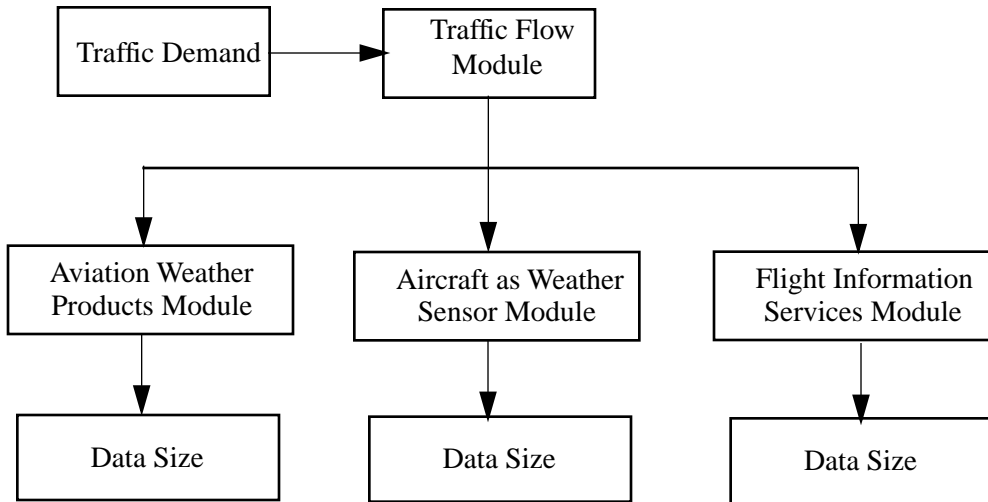 Traffic Demand
Traffic Flow
Module
Aviation Weather
Products Module
Aircraft as Weather
Sensor Module
Flight Information
Services Module
Data Size
Data Size
Data Size